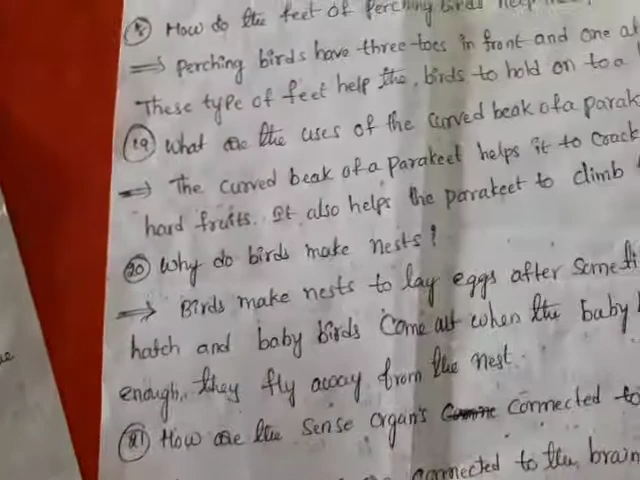 How do the feet of perching birds help
⇒ perching birds have three toes in front and one at
These type of feet help the, birds to hold on to a
(19) What are the uses of the curved beak of a parak
⇒ The curved beak of a parakeet helps it to crack
hard fruits. It also helps the parakeet to climb
(20) Why do birds make nests?
⇒ Birds make nests to lay eggs after some
hatch and baby birds come out when the baby
enough, they fly away from the nest.
How are the sense organ's connected to
connected to the brain